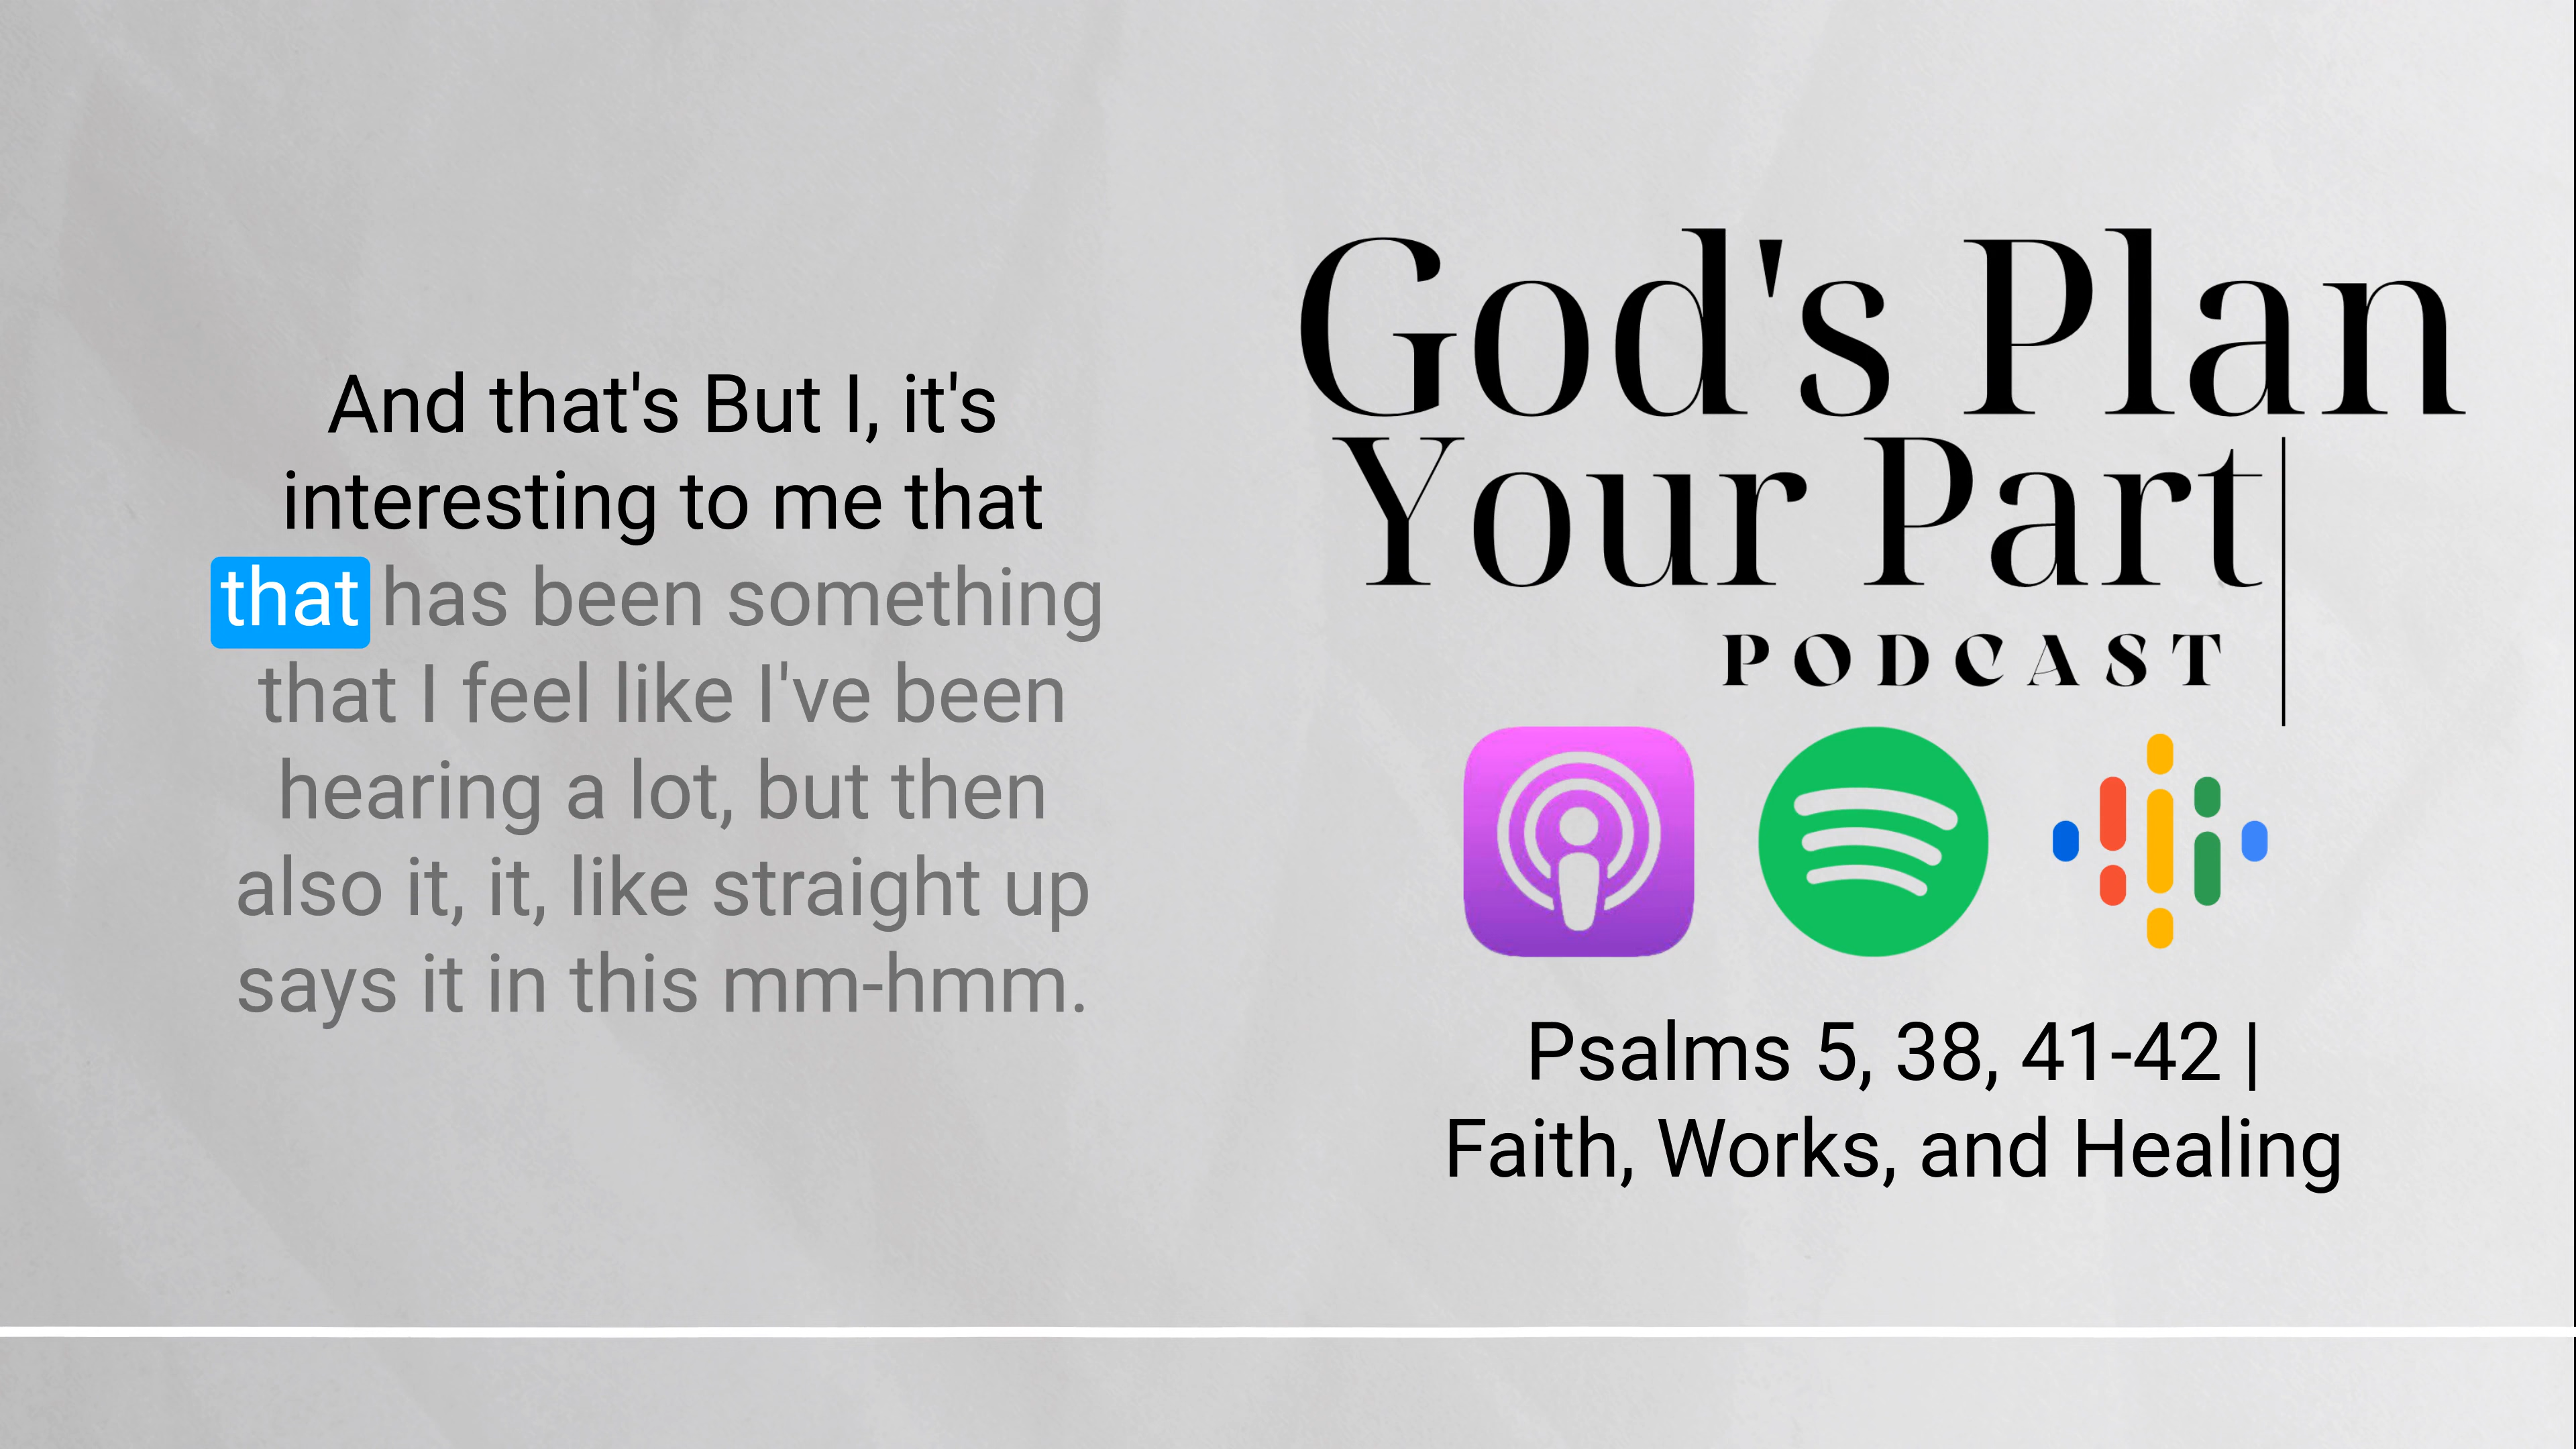 And that's But I, it's
interesting to me that
that has been something
that I feel like I've been
hearing a lot, but then
also it, it, like straight up
says it in this mm-hmm.
God's Plan
Your Part
PODCAST
Psalms 5, 38, 41-42 |
Faith, Works, and Healing